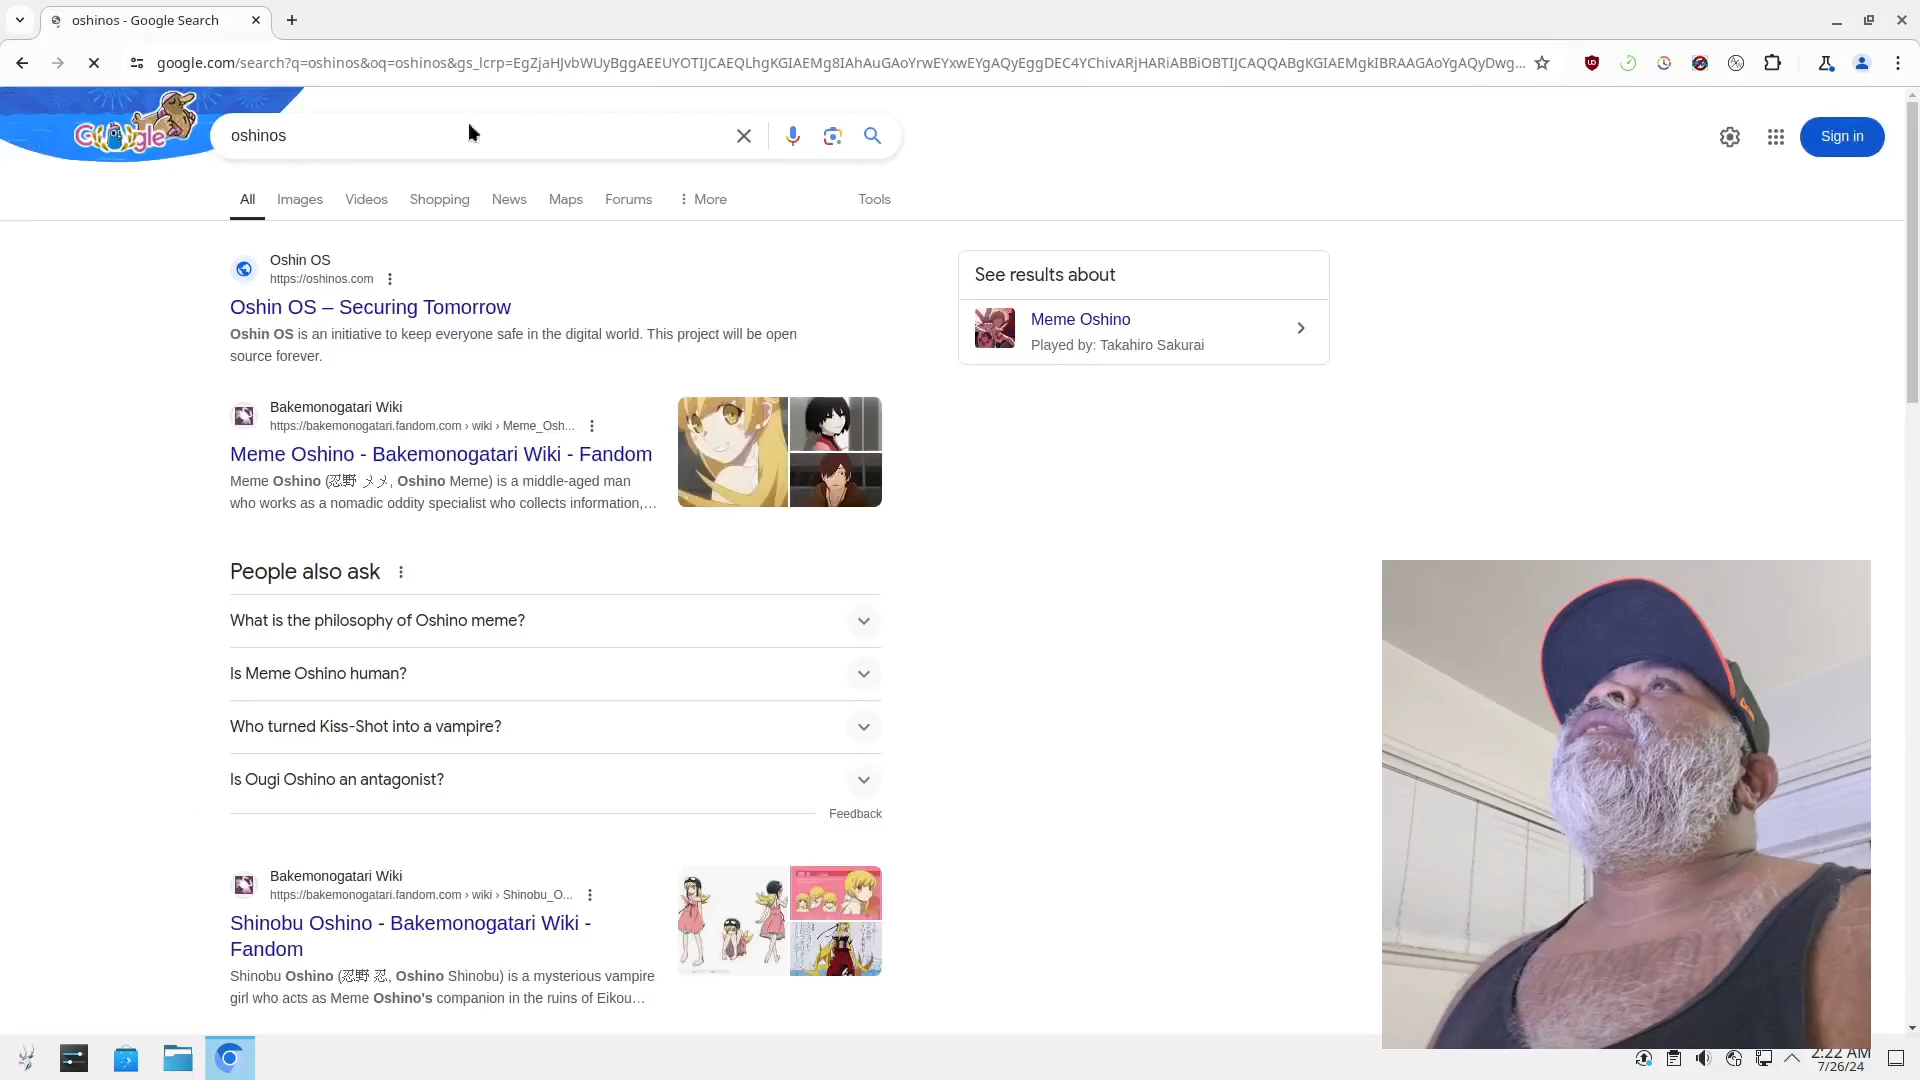 oshinos - Google Search
google.com/search?q=oshinos&oq=oshinos&gs_lcrp=EgZjaHJvbWUyBggAEEUYOTIJCAEQLhgKGIAEMg8IAhAuGAoYrwEYxwEYgAQyEggDEC4YChivARjHARiABBiOBTIJCAQQABgKGIAEMgkIBRAAGAoYgAQyDwg...
Google
oshinos
Sign in
All Images Videos Shopping News Maps Forums More Tools
Oshin OS
https://oshinos.com
Oshin OS – Securing Tomorrow
Oshin OS is an initiative to keep everyone safe in the digital world. This project will be open
source forever.
See results about
Meme Oshino
Played by: Takahiro Sakurai
Bakemonogatari Wiki
https://bakemonogatari.fandom.com › wiki › Meme_Osh...
Meme Oshino - Bakemonogatari Wiki - Fandom
Meme Oshino (忍野 メメ, Oshino Meme) is a middle-aged man
who works as a nomadic oddity specialist who collects information,...
People also ask
What is the philosophy of Oshino meme?
Is Meme Oshino human?
Who turned Kiss-Shot into a vampire?
Is Ougi Oshino an antagonist?
Feedback
Bakemonogatari Wiki
https://bakemonogatari.fandom.com › wiki › Shinobu_O...
Shinobu Oshino - Bakemonogatari Wiki -
Fandom
Shinobu Oshino (忍野 忍, Oshino Shinobu) is a mysterious vampire
girl who acts as Meme Oshino's companion in the ruins of Eikou...
2:22 AM
7/26/24